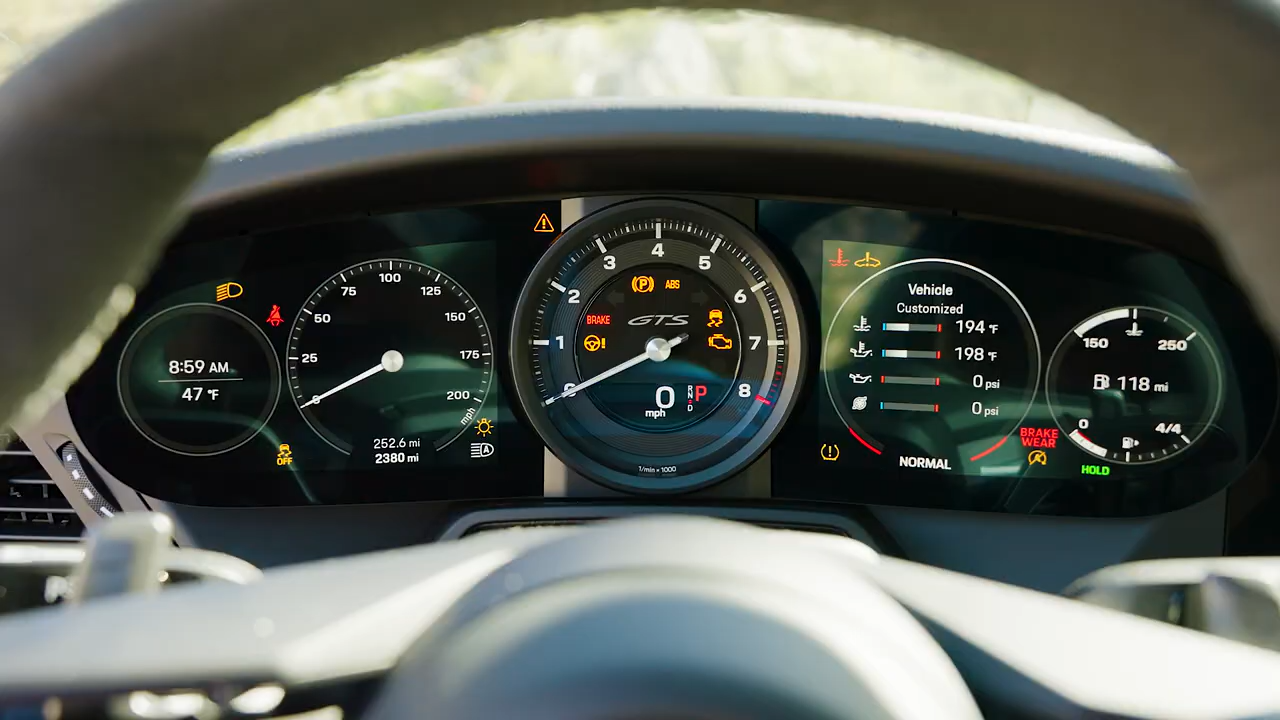 8:59 AM
47 °F
OFF
25
50
75
100
125
150
175
200
mph
252.6 mi
2380 mi
A
0
1
2
3
4
5
6
7
8
P
ABS
BRAKE
GTS
0
mph
R
N
D
P
1/min × 1000
Vehicle
Customized
194 °F
198 °F
0 psi
0 psi
NORMAL
BRAKE
WEAR
HOLD
150
250
118 mi
0
4/4